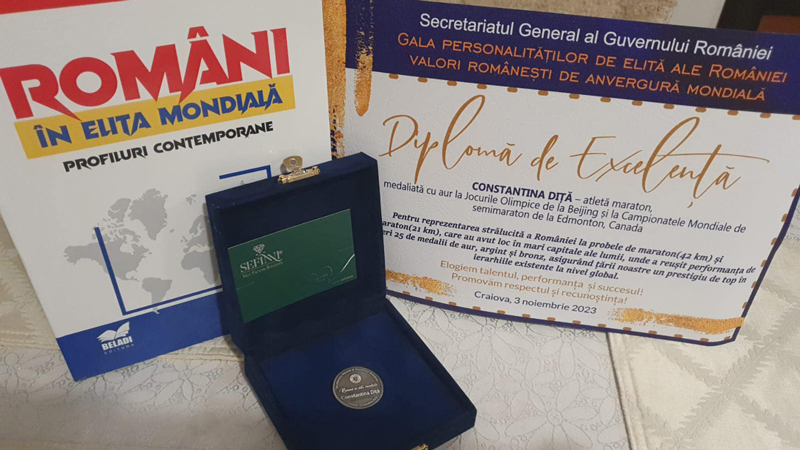 ROMÂNI
ÎN ELITA MONDIALĂ
PROFILURI CONTEMPORANE
BELADI
EDITURA
Secretariatul General al Guvernului României
GALA PERSONALITĂȚILOR DE ELITĂ ALE ROMÂNIEI
VALORI ROMÂNEȘTI DE ANVERGURĂ MONDIALĂ
Diplomă de Excelență
CONSTANTINA DIȚĂ – atletă maraton,
medaliată cu aur la Jocurile Olimpice de la Beijing și la Campionatele Mondiale de
semimaraton de la Edmonton, Canada
Pentru reprezentarea strălucită a României la probele de maraton(42 km) și
araton(21 km), care au avut loc în mari capitale ale lumii, unde a reușit performanța de
eri 25 de medalii de aur, argint și bronz, asigurând țării noastre un prestigiu de top în
ierarhiile existente la nivel global.
Elogiem talentul, performanța și succesul!
Promovăm respectul și recunoștința!
Craiova, 3 noiembrie 2023
SEFTANI
Constantina Diță